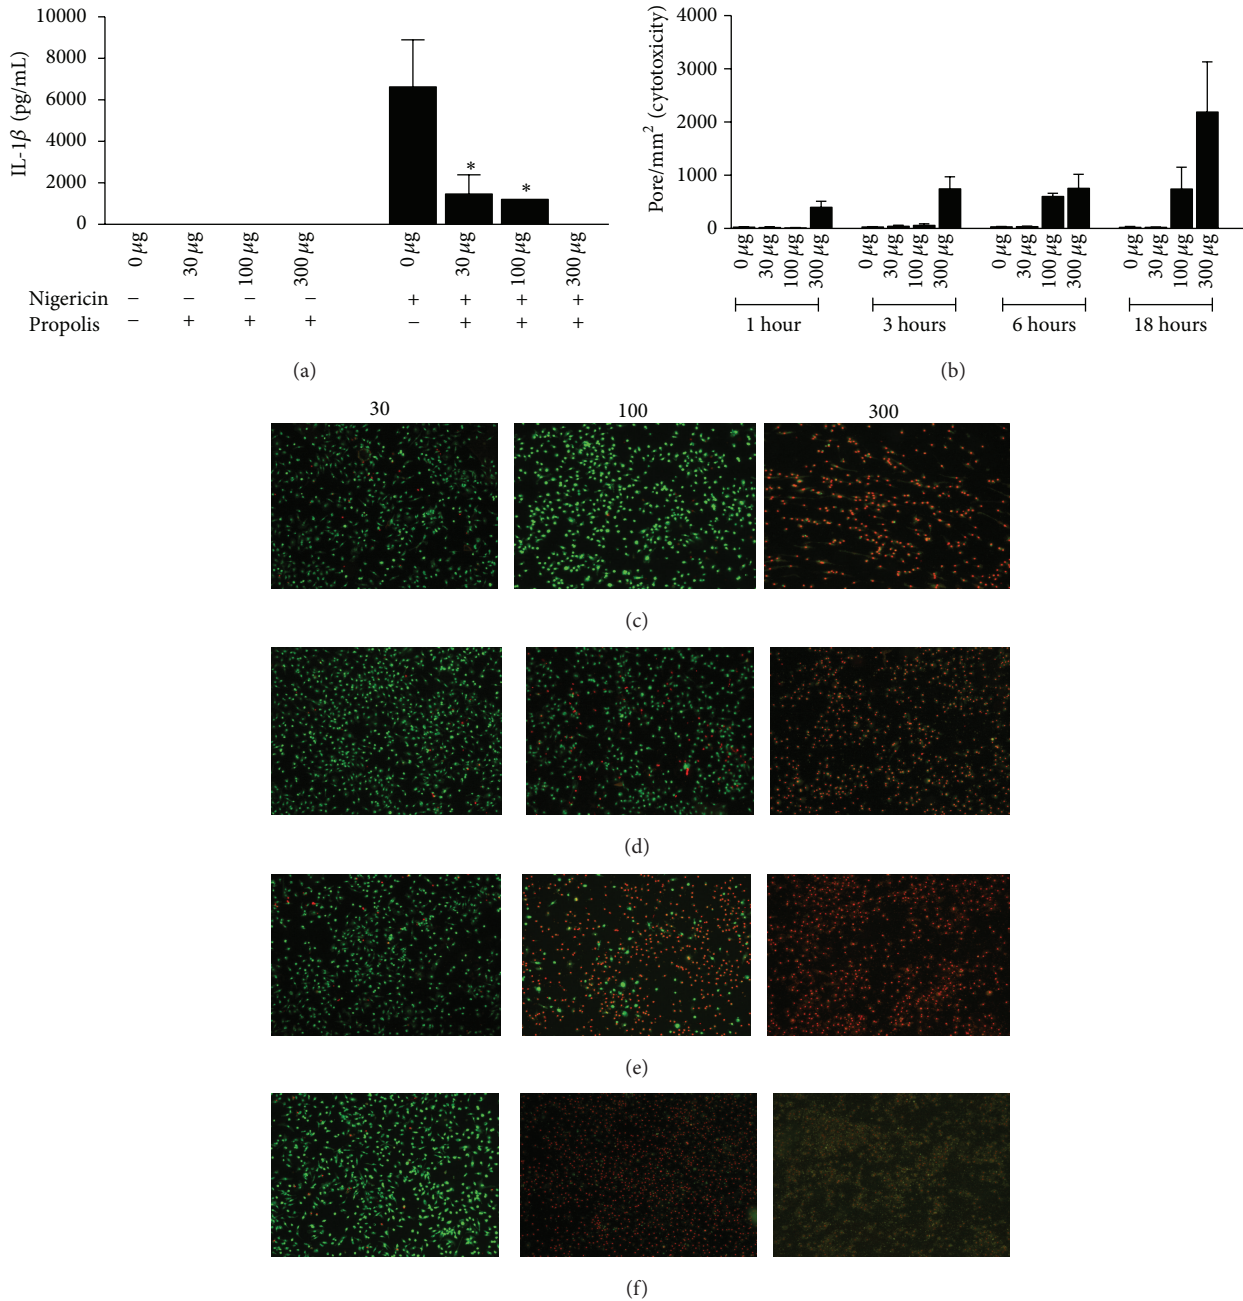 10000
8000
6000
4000
2000
0
IL-1β (pg/mL)
0 μg
30 μg
100 μg
300 μg
0 μg
30 μg
100 μg
300 μg
* *
Nigericin − − − − + + + +
Propolis − + + + − + + +
(a)
4000
3000
2000
1000
0
Pore/mm² (cytotoxicity)
0 μg
30 μg
100 μg
300 μg
0 μg
30 μg
100 μg
300 μg
0 μg
30 μg
100 μg
300 μg
0 μg
30 μg
100 μg
300 μg
1 hour 3 hours 6 hours 18 hours
(b)
30 100 300
(c)
(d)
(e)
(f)